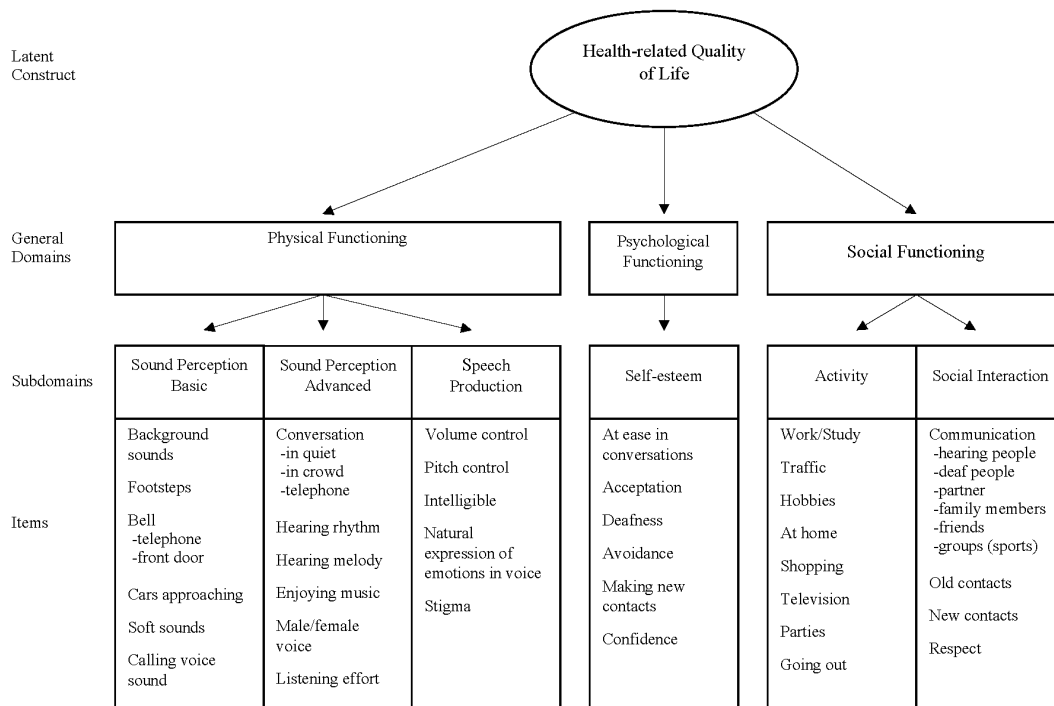 Latent
Construct
Health-related Quality
of Life
General
Domains
Physical Functioning
Psychological
Functioning
Social Functioning
Subdomains
Sound Perception
Basic
Sound Perception
Advanced
Speech
Production
Self-esteem
Activity
Social Interaction
Items
Background
sounds
Footsteps
Bell
-telephone
-front door
Cars approaching
Soft sounds
Calling voice
sound
Conversation
-in quiet
-in crowd
-telephone
Hearing rhythm
Hearing melody
Enjoying music
Male/female
voice
Listening effort
Volume control
Pitch control
Intelligible
Natural
expression of
emotions in voice
Stigma
At ease in
conversations
Acceptation
Deafness
Avoidance
Making new
contacts
Confidence
Work/Study
Traffic
Hobbies
At home
Shopping
Television
Parties
Going out
Communication
-hearing people
-deaf people
-partner
-family members
-friends
-groups (sports)
Old contacts
New contacts
Respect